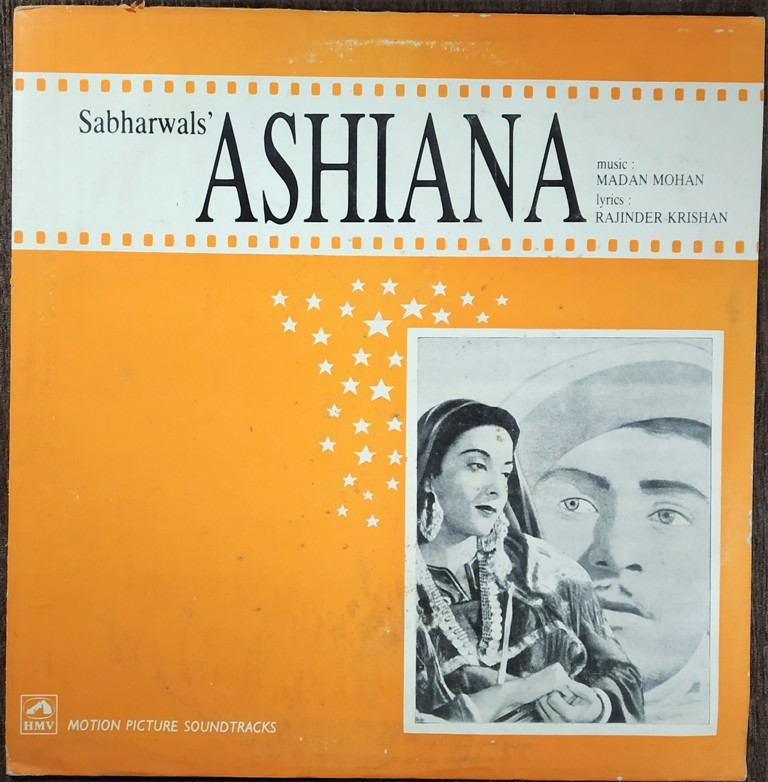 Sabharwals' ASHIANA
music :
MADAN MOHAN
lyrics :
RAJINDER KRISHAN
HMV
MOTION PICTURE SOUNDTRACKS